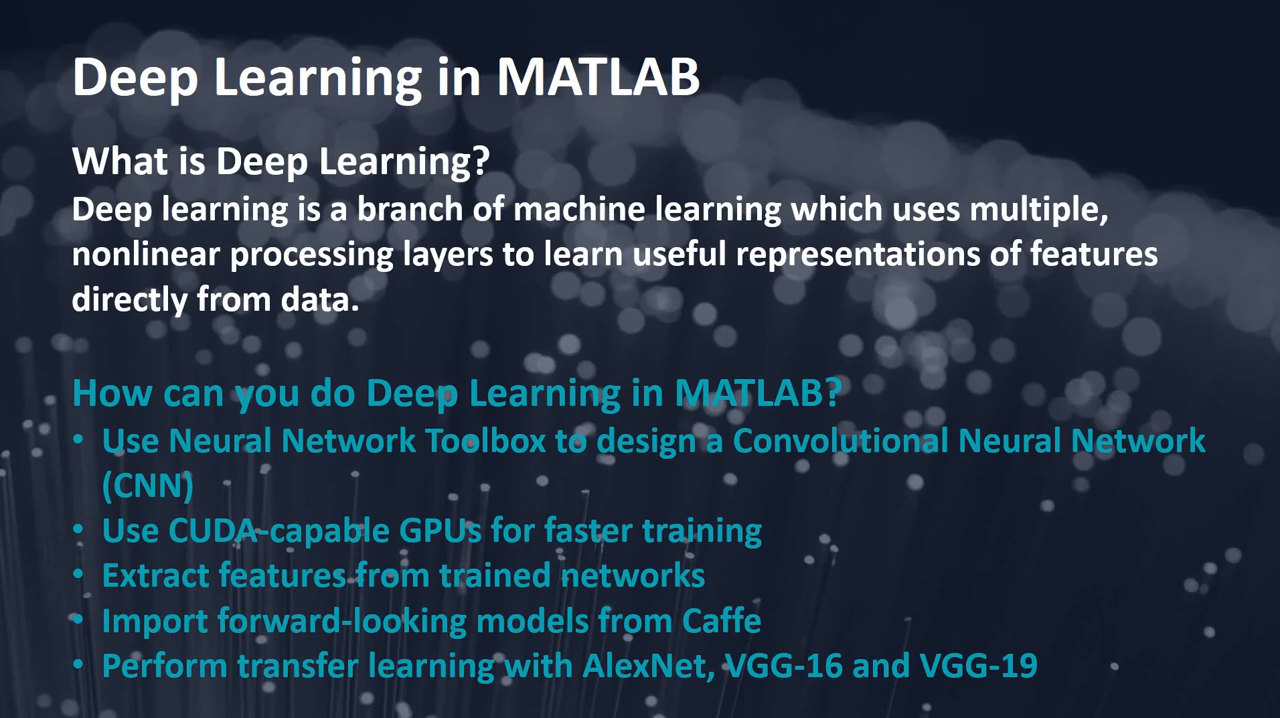 Deep Learning in MATLAB
What is Deep Learning?
Deep learning is a branch of machine learning which uses multiple,
nonlinear processing layers to learn useful representations of features
directly from data.
How can you do Deep Learning in MATLAB?
• Use Neural Network Toolbox to design a Convolutional Neural Network
(CNN)
• Use CUDA-capable GPUs for faster training
• Extract features from trained networks
• Import forward-looking models from Caffe
• Perform transfer learning with AlexNet, VGG-16 and VGG-19